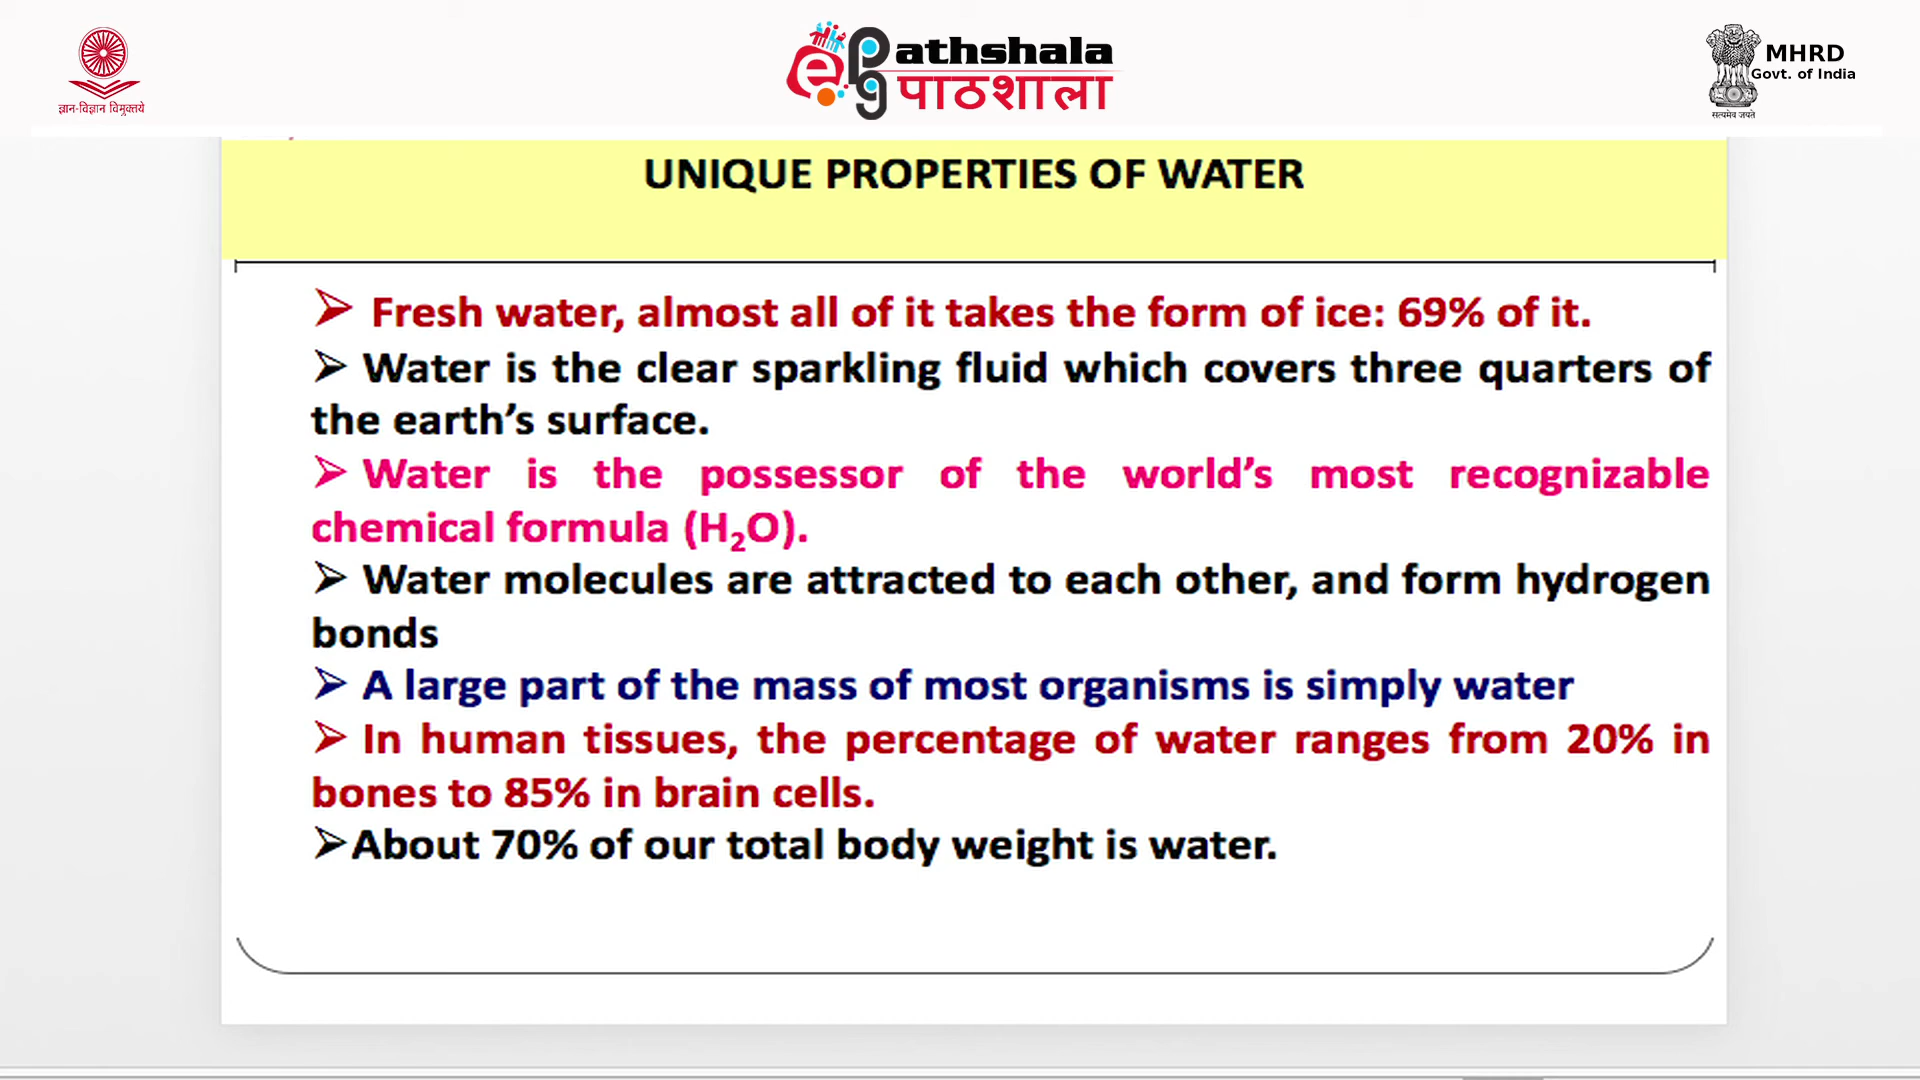 ज्ञान-विज्ञान विमुक्तये
e PG athshala
पाठशाला
MHRD
Govt. of India
सत्यमेव जयते
UNIQUE PROPERTIES OF WATER
➢ Fresh water, almost all of it takes the form of ice: 69% of it.
➢ Water is the clear sparkling fluid which covers three quarters of
the earth’s surface.
➢ Water is the possessor of the world’s most recognizable
chemical formula (H₂O).
➢ Water molecules are attracted to each other, and form hydrogen
bonds
➢ A large part of the mass of most organisms is simply water
➢ In human tissues, the percentage of water ranges from 20% in
bones to 85% in brain cells.
➢About 70% of our total body weight is water.